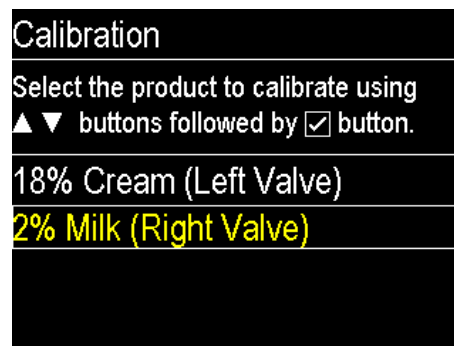 Calibration
Select the product to calibrate using
▲ ▼ buttons followed by ☑ button.
18% Cream (Left Valve)
2% Milk (Right Valve)